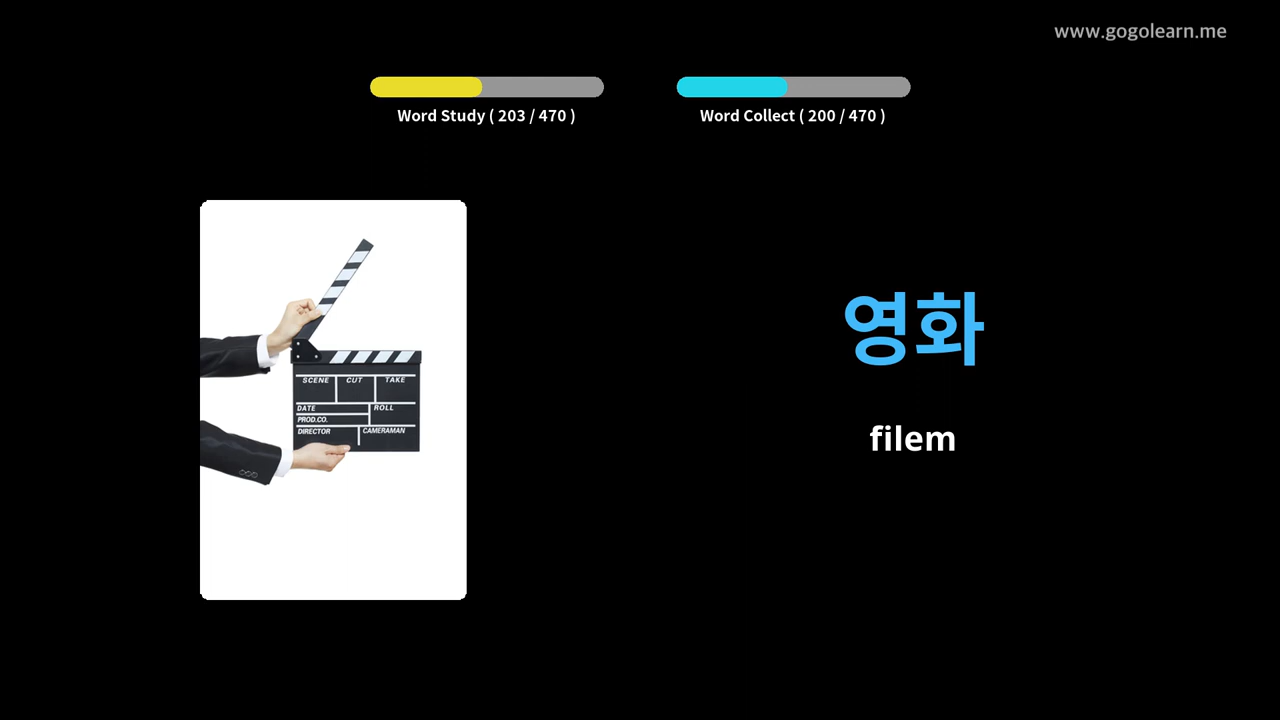 www.gogolearn.me
Word Study ( 203 / 470 )
Word Collect ( 200 / 470 )
SCENE CUT TAKE
DATE ROLL
PROD.CO.
DIRECTOR CAMERAMAN
영화
filem